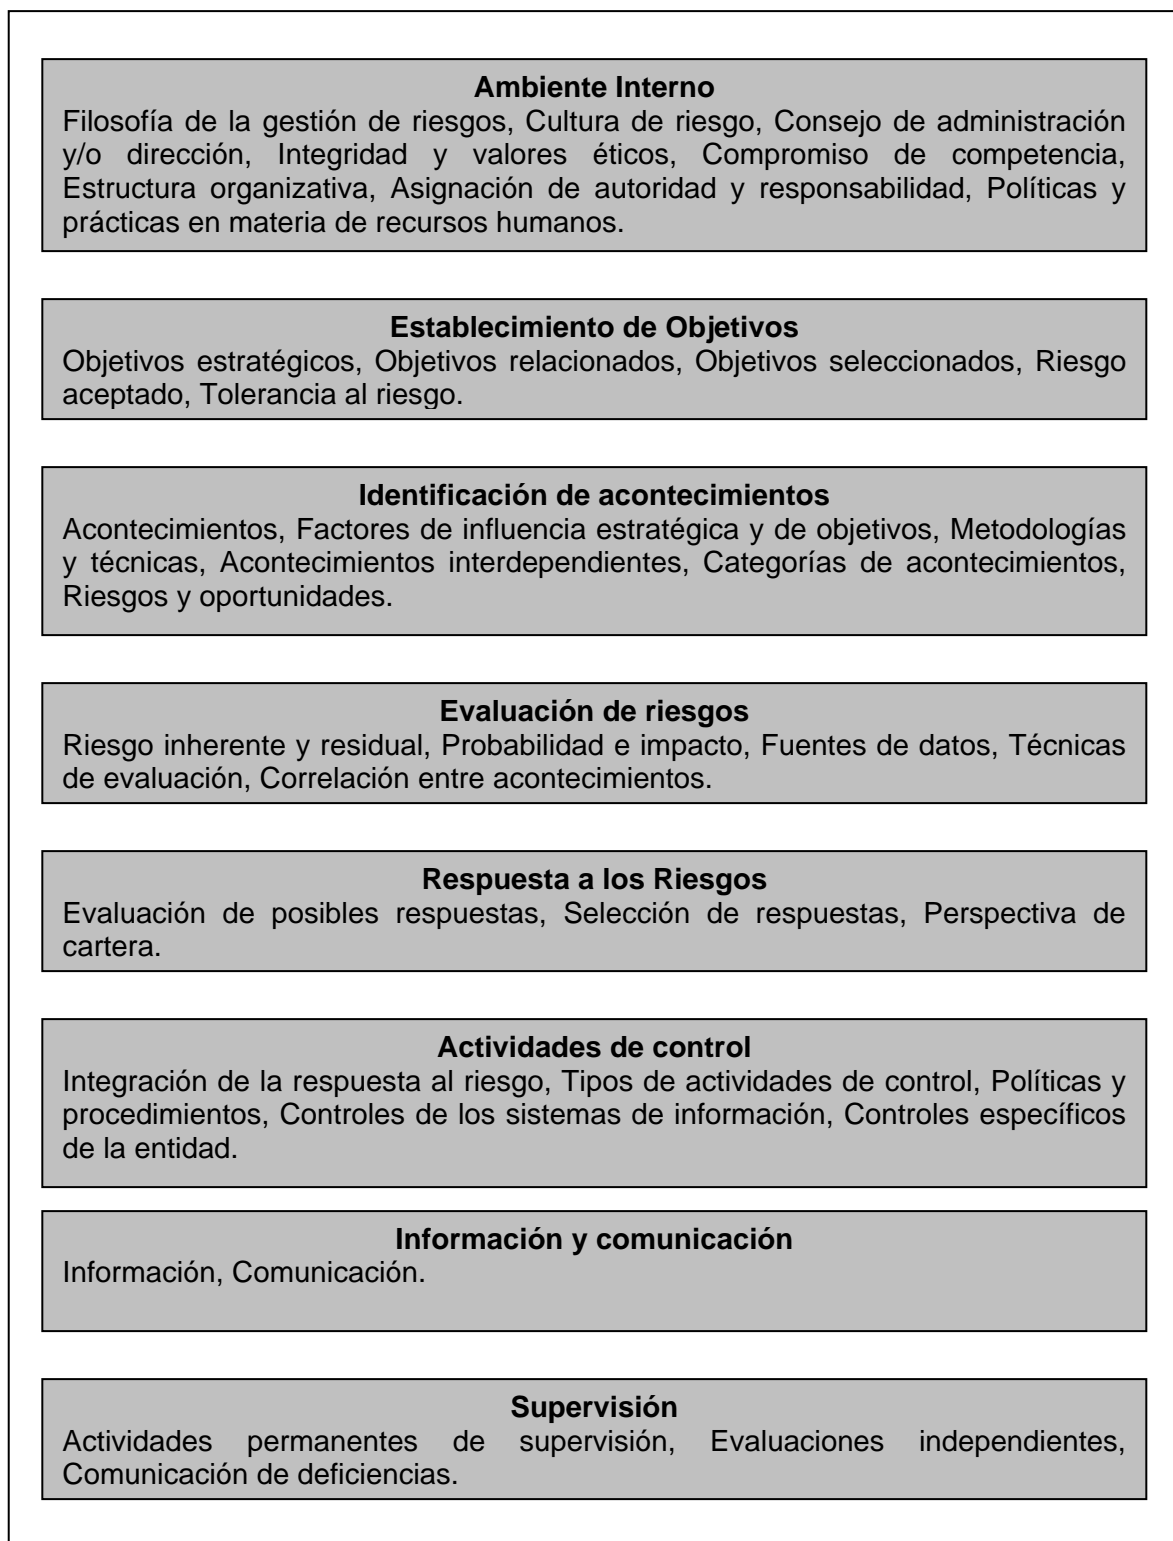 Ambiente Interno
Filosofía de la gestión de riesgos, Cultura de riesgo, Consejo de administración
y/o dirección, Integridad y valores éticos, Compromiso de competencia,
Estructura organizativa, Asignación de autoridad y responsabilidad, Políticas y
prácticas en materia de recursos humanos.
Establecimiento de Objetivos
Objetivos estratégicos, Objetivos relacionados, Objetivos seleccionados, Riesgo
aceptado, Tolerancia al riesgo.
Identificación de acontecimientos
Acontecimientos, Factores de influencia estratégica y de objetivos, Metodologías
y técnicas, Acontecimientos interdependientes, Categorías de acontecimientos,
Riesgos y oportunidades.
Evaluación de riesgos
Riesgo inherente y residual, Probabilidad e impacto, Fuentes de datos, Técnicas
de evaluación, Correlación entre acontecimientos.
Respuesta a los Riesgos
Evaluación de posibles respuestas, Selección de respuestas, Perspectiva de
cartera.
Actividades de control
Integración de la respuesta al riesgo, Tipos de actividades de control, Políticas y
procedimientos, Controles de los sistemas de información, Controles específicos
de la entidad.
Información y comunicación
Información, Comunicación.
Supervisión
Actividades permanentes de supervisión, Evaluaciones independientes,
Comunicación de deficiencias.